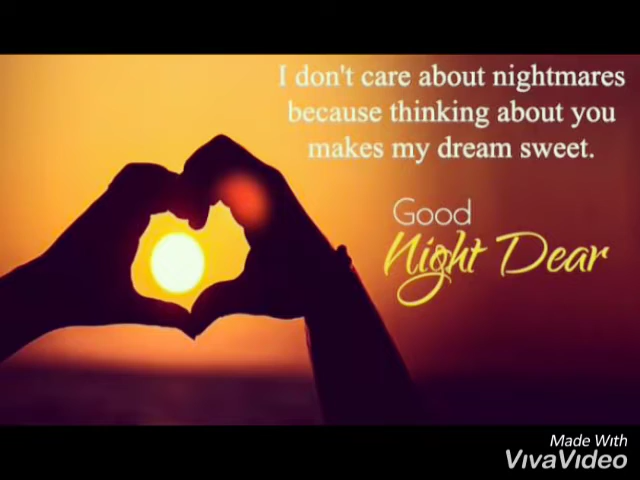 I don't care about nightmares
because thinking about you
makes my dream sweet.
Good
Night Dear
Made With
VivaVideo